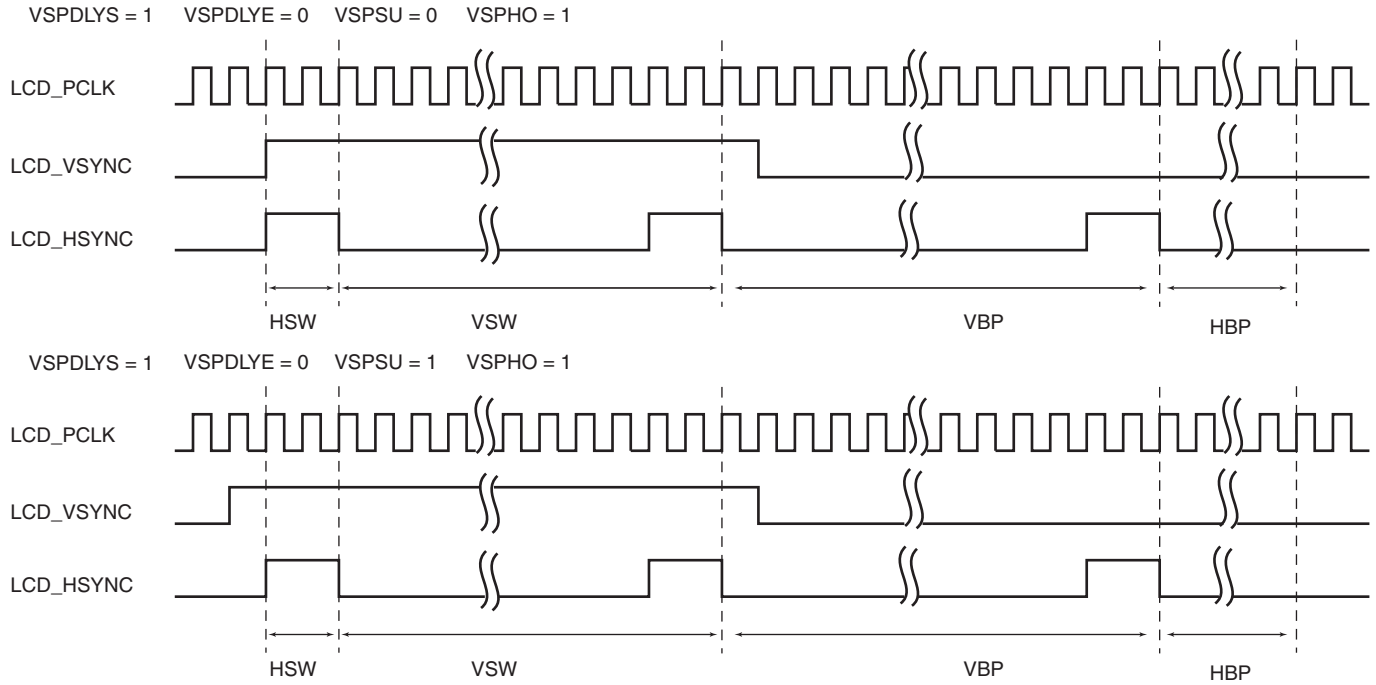 VSPDLYS = 1 VSPDLYE = 0 VSPSU = 0 VSPHO = 1
LCD_PCLK
LCD_VSYNC
LCD_HSYNC
HSW VSW VBP HBP
VSPDLYS = 1 VSPDLYE = 0 VSPSU = 1 VSPHO = 1
LCD_PCLK
LCD_VSYNC
LCD_HSYNC
HSW VSW VBP HBP